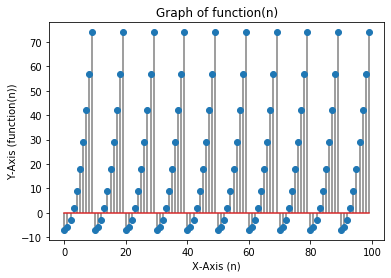 Graph of function(n)
70
60
50
40
30
20
10
0
−10
Y-Axis (function(n))
0 20 40 60 80 100
X-Axis (n)